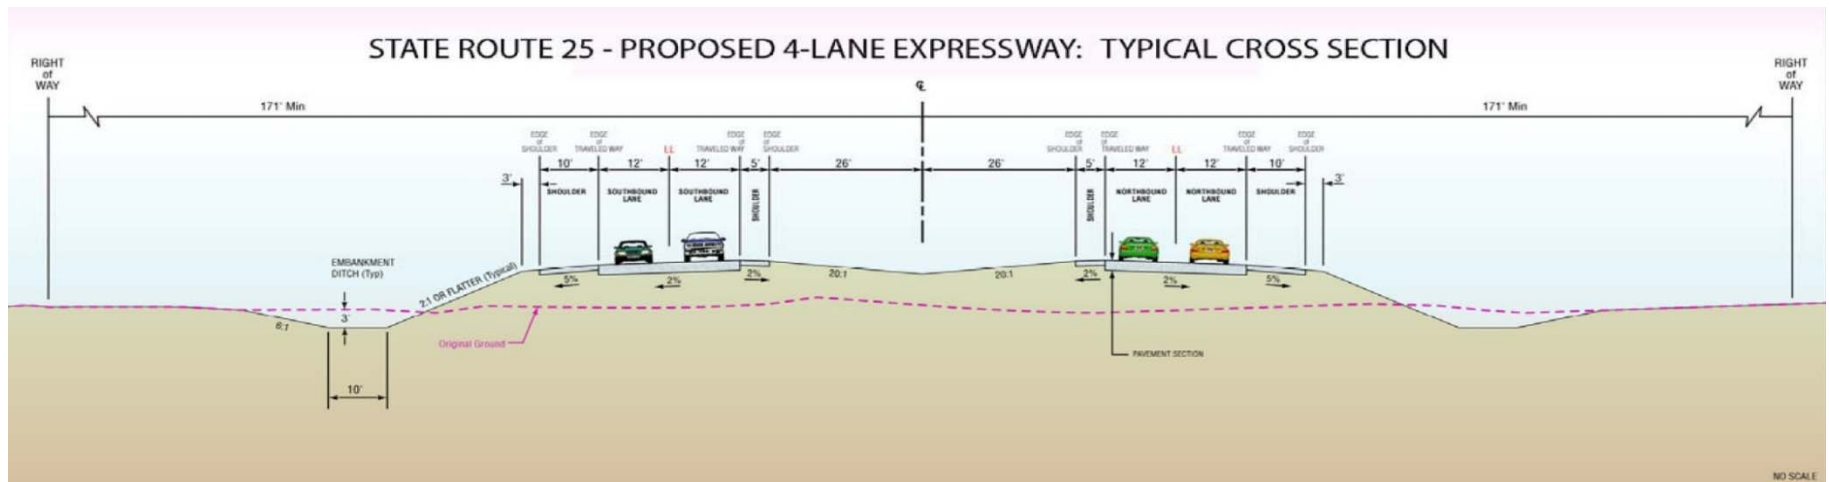 STATE ROUTE 25 - PROPOSED 4-LANE EXPRESSWAY: TYPICAL CROSS SECTION
RIGHT
of
WAY
RIGHT
of
WAY
℄
171' Min
171' Min
EDGE
of
SHOULDER
EDGE
of
TRAVELED WAY
LL
EDGE
of
TRAVELED WAY
EDGE
of
SHOULDER
EDGE
of
SHOULDER
EDGE
of
TRAVELED WAY
LL
EDGE
of
TRAVELED WAY
EDGE
of
SHOULDER
10'
12'
12'
5'
26'
26'
5'
12'
12'
10'
3'
3'
SHOULDER
SOUTHBOUND
LANE
SOUTHBOUND
LANE
SHOULDER
SHOULDER
NORTHBOUND
LANE
NORTHBOUND
LANE
SHOULDER
EMBANKMENT
DITCH (Typ)
2:1 OR FLATTER (Typical)
5%
2%
2%
20:1
20:1
2%
2%
5%
6:1
3'
Original Ground
PAVEMENT SECTION
10'
NO SCALE